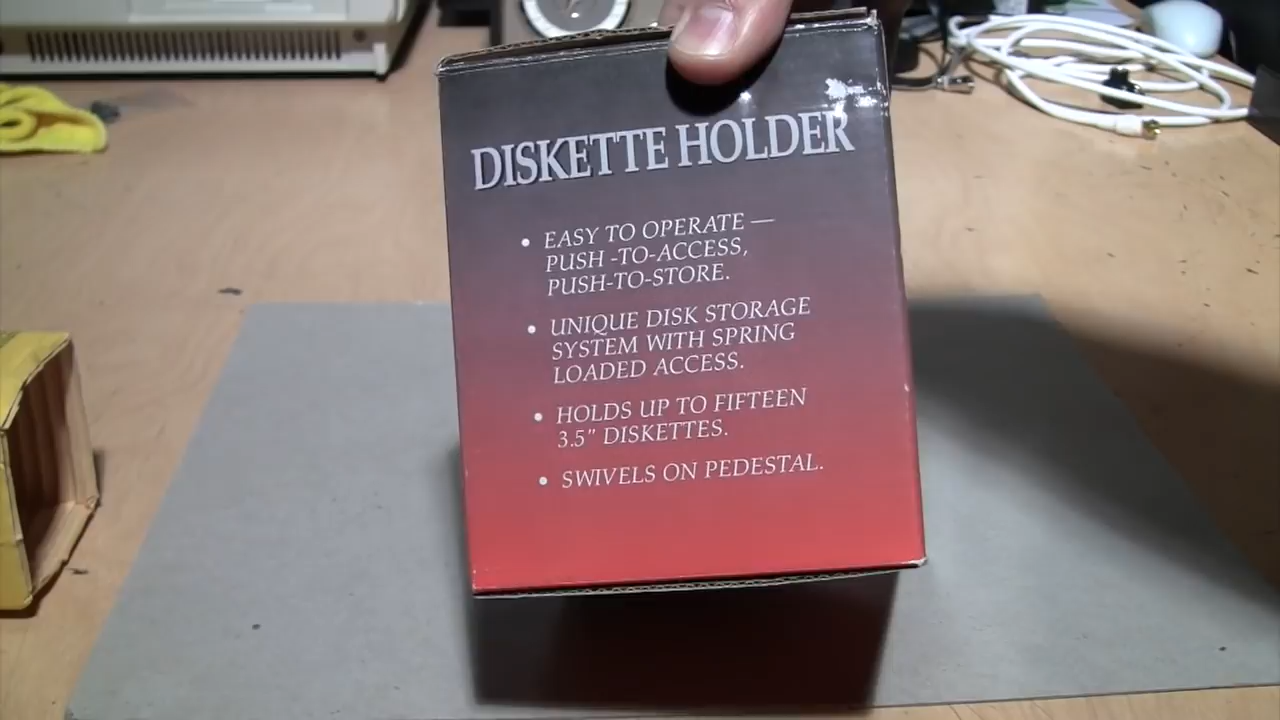 DISKETTE HOLDER
• EASY TO OPERATE —
PUSH -TO-ACCESS,
PUSH-TO-STORE.
• UNIQUE DISK STORAGE
SYSTEM WITH SPRING
LOADED ACCESS.
• HOLDS UP TO FIFTEEN
3.5" DISKETTES.
• SWIVELS ON PEDESTAL.